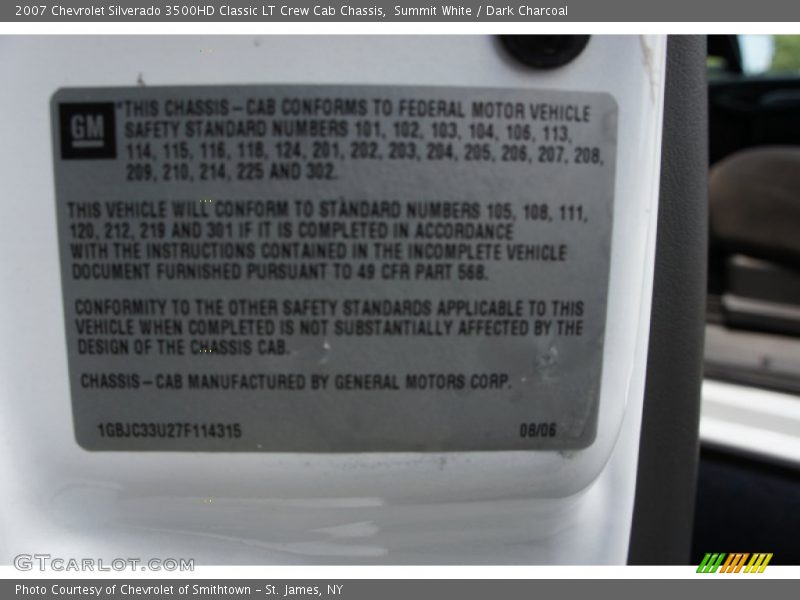 2007 Chevrolet Silverado 3500HD Classic LT Crew Cab Chassis,  Summit White / Dark Charcoal
GM
*THIS CHASSIS-CAB CONFORMS TO FEDERAL MOTOR VEHICLE
SAFETY STANDARD NUMBERS 101, 102, 103, 104, 106, 113,
114, 115, 116, 118, 124, 201, 202, 203, 204, 205, 206, 207, 208,
209, 210, 214, 225 AND 302.
THIS VEHICLE WILL CONFORM TO STANDARD NUMBERS 105, 108, 111,
120, 212, 219 AND 301 IF IT IS COMPLETED IN ACCORDANCE
WITH THE INSTRUCTIONS CONTAINED IN THE INCOMPLETE VEHICLE
DOCUMENT FURNISHED PURSUANT TO 49 CFR PART 568.
CONFORMITY TO THE OTHER SAFETY STANDARDS APPLICABLE TO THIS
VEHICLE WHEN COMPLETED IS NOT SUBSTANTIALLY AFFECTED BY THE
DESIGN OF THE CHASSIS CAB.
CHASSIS-CAB MANUFACTURED BY GENERAL MOTORS CORP.
1GBJC33U27F114315 08/06
GTCARLOT.COM
Photo Courtesy of Chevrolet of Smithtown - St. James, NY